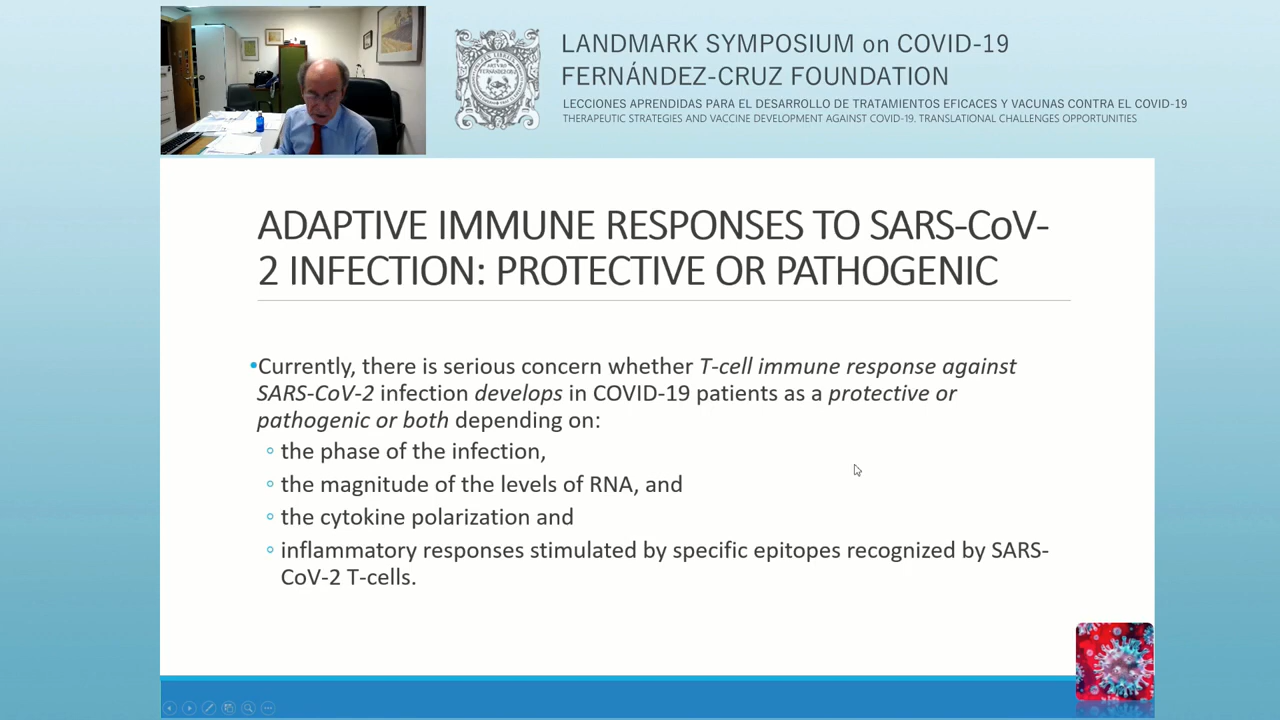 LANDMARK SYMPOSIUM on COVID-19
FERNÁNDEZ-CRUZ FOUNDATION
LECCIONES APRENDIDAS PARA EL DESARROLLO DE TRATAMIENTOS EFICACES Y VACUNAS CONTRA EL COVID-19
THERAPEUTIC STRATEGIES AND VACCINE DEVELOPMENT AGAINST COVID-19. TRANSLATIONAL CHALLENGES OPPORTUNITIES
ADAPTIVE IMMUNE RESPONSES TO SARS-CoV-
2 INFECTION: PROTECTIVE OR PATHOGENIC
•Currently, there is serious concern whether T-cell immune response against
SARS-CoV-2 infection develops in COVID-19 patients as a protective or
pathogenic or both depending on:
◦ the phase of the infection,
◦ the magnitude of the levels of RNA, and
◦ the cytokine polarization and
◦ inflammatory responses stimulated by specific epitopes recognized by SARS-
CoV-2 T-cells.